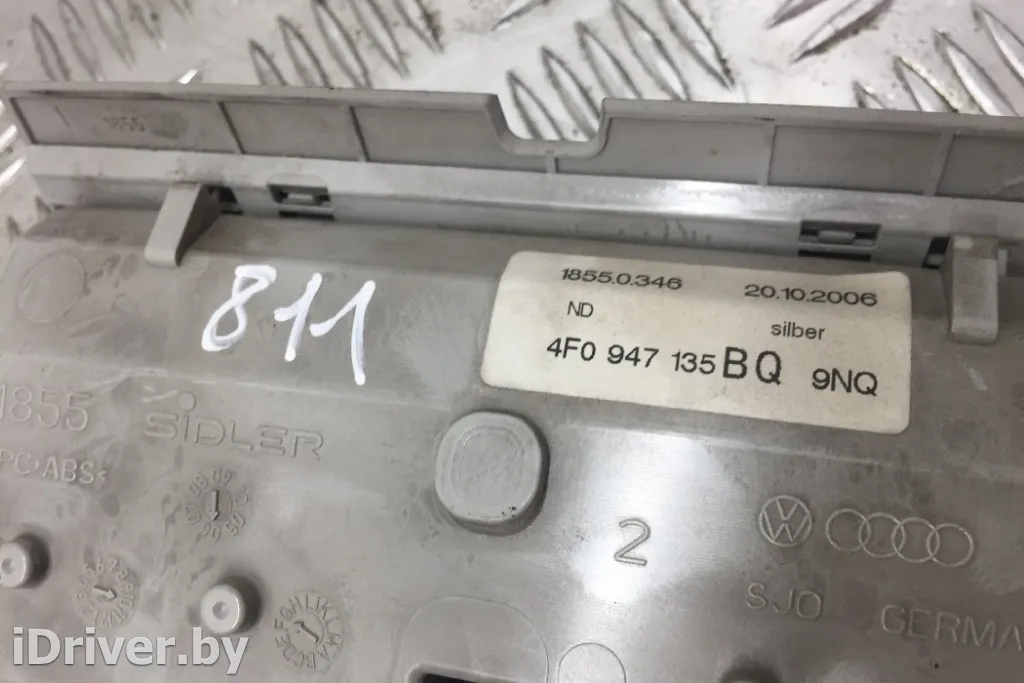 1855
1855.0.346 20.10.2006
ND silber
4F0 947 135 BQ 9NQ
811
1855
SIDLER
PC+ABS<
2
SJO GERMA
iDriver.by